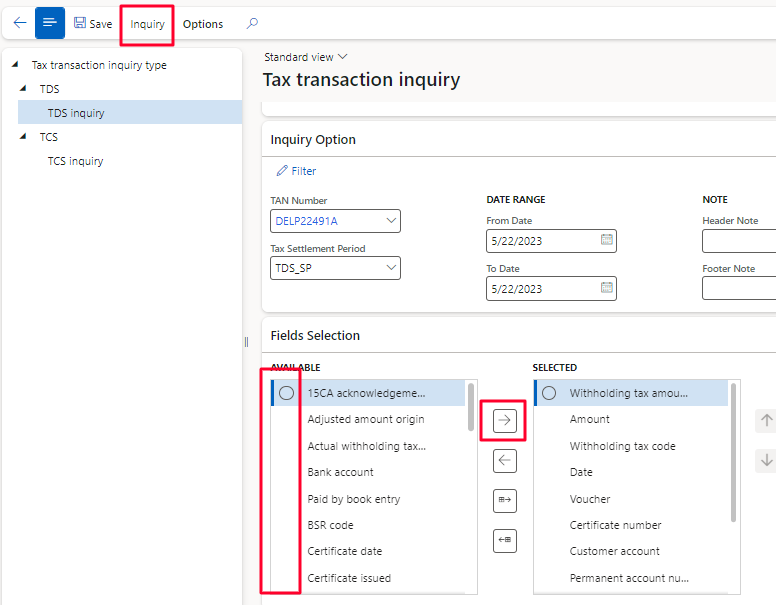 Save Inquiry Options
Tax transaction inquiry type
TDS
TDS inquiry
TCS
TCS inquiry
Standard view
Tax transaction inquiry
Inquiry Option
Filter
TAN Number
DELP22491A
Tax Settlement Period
TDS_SP
DATE RANGE
From Date
5/22/2023
To Date
5/22/2023
NOTE
Header Note
Footer Note
Fields Selection
AVAILABLE
15CA acknowledgeme...
Adjusted amount origin
Actual withholding tax...
Bank account
Paid by book entry
BSR code
Certificate date
Certificate issued
SELECTED
Withholding tax amou...
Amount
Withholding tax code
Date
Voucher
Certificate number
Customer account
Permanent account nu...